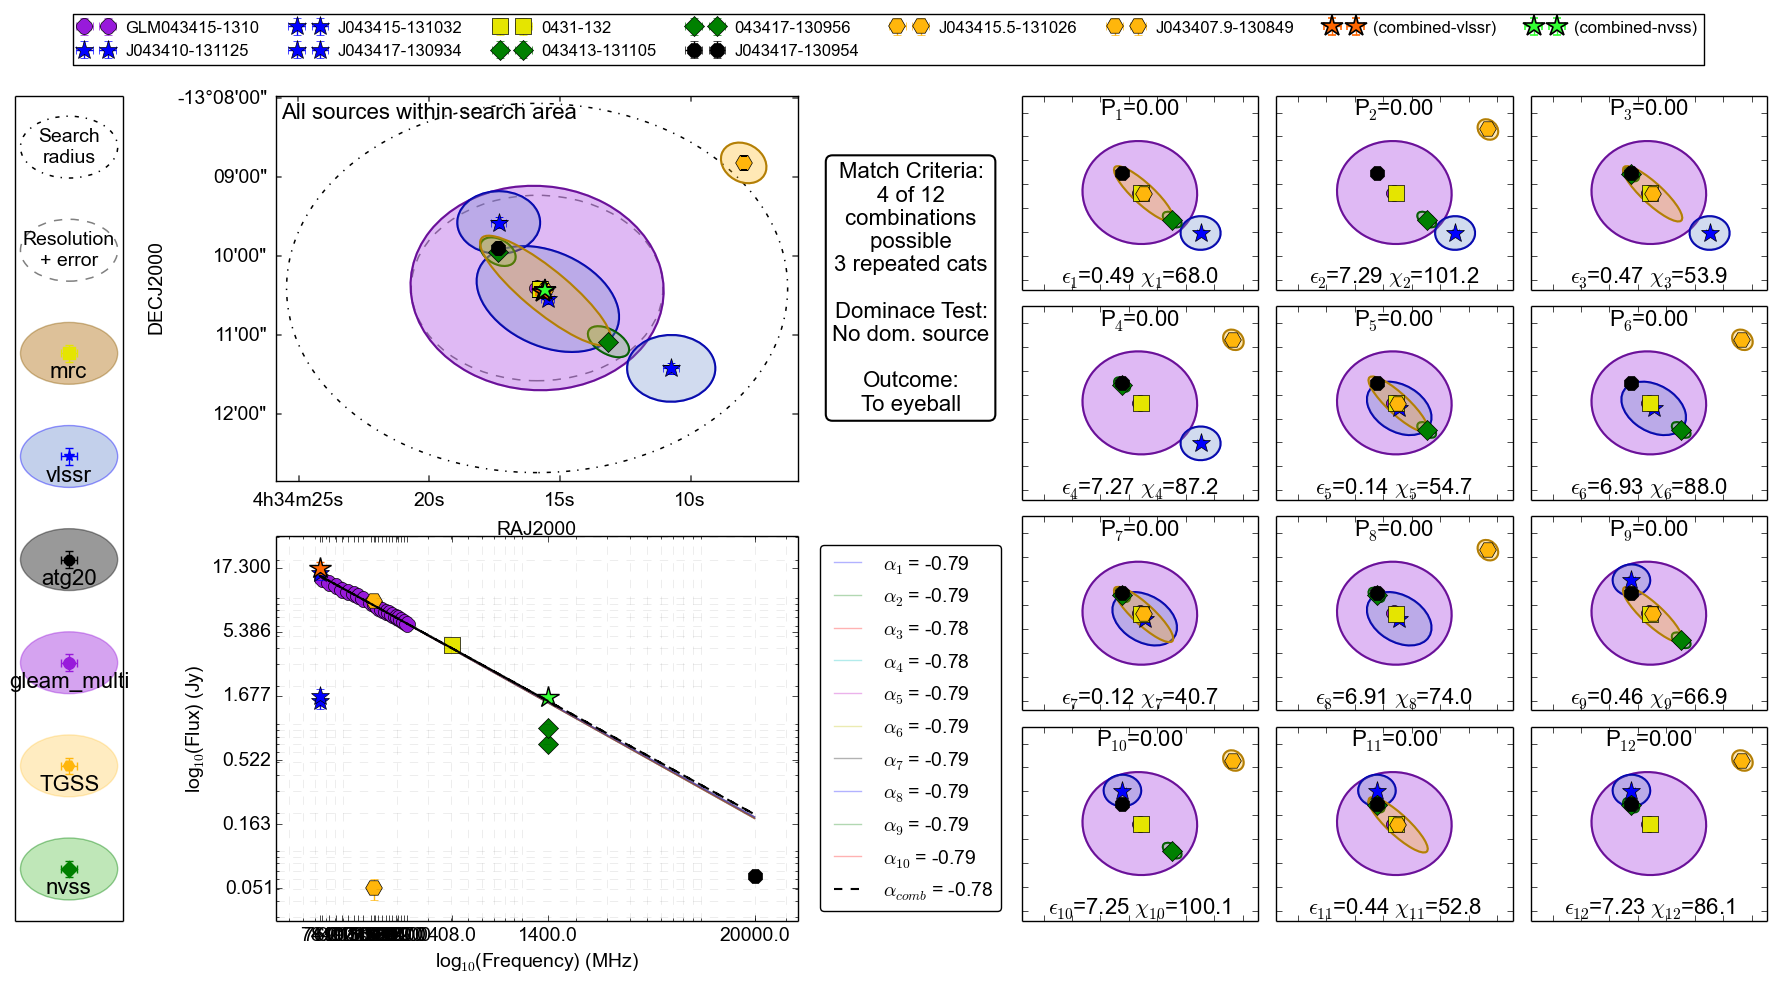 GLM043415-1310
J043415-131032
0431-132
043417-130956
J043415.5-131026
J043407.9-130849
(combined-vlssr)
(combined-nvss)
J043410-131125
J043417-130934
043413-131105
J043417-130954
Search
radius
Resolution
+ error
mrc
vlssr
atg20
gleam_multi
TGSS
nvss
All sources within search area
-13°08'00"
09'00"
10'00"
11'00"
12'00"
DECJ2000
4h34m25s
20s
15s
10s
RAJ2000
Match Criteria:
4 of 12
combinations
possible
3 repeated cats
Dominace Test:
No dom. source
Outcome:
To eyeball
17.300
5.386
1.677
0.522
0.163
0.051
log10(Flux) (Jy)
408.0
1400.0
20000.0
log10(Frequency) (MHz)
α1 = -0.79
α2 = -0.79
α3 = -0.78
α4 = -0.78
α5 = -0.79
α6 = -0.79
α7 = -0.79
α8 = -0.79
α9 = -0.79
α10 = -0.79
αcomb = -0.78
P1=0.00
ϵ1=0.49 χ1=68.0
P2=0.00
ϵ2=7.29 χ2=101.2
P3=0.00
ϵ3=0.47 χ3=53.9
P4=0.00
ϵ4=7.27 χ4=87.2
P5=0.00
ϵ5=0.14 χ5=54.7
P6=0.00
ϵ6=6.93 χ6=88.0
P7=0.00
ϵ7=0.12 χ7=40.7
P8=0.00
ϵ8=6.91 χ8=74.0
P9=0.00
ϵ9=0.46 χ9=66.9
P10=0.00
ϵ10=7.25 χ10=100.1
P11=0.00
ϵ11=0.44 χ11=52.8
P12=0.00
ϵ12=7.23 χ12=86.1